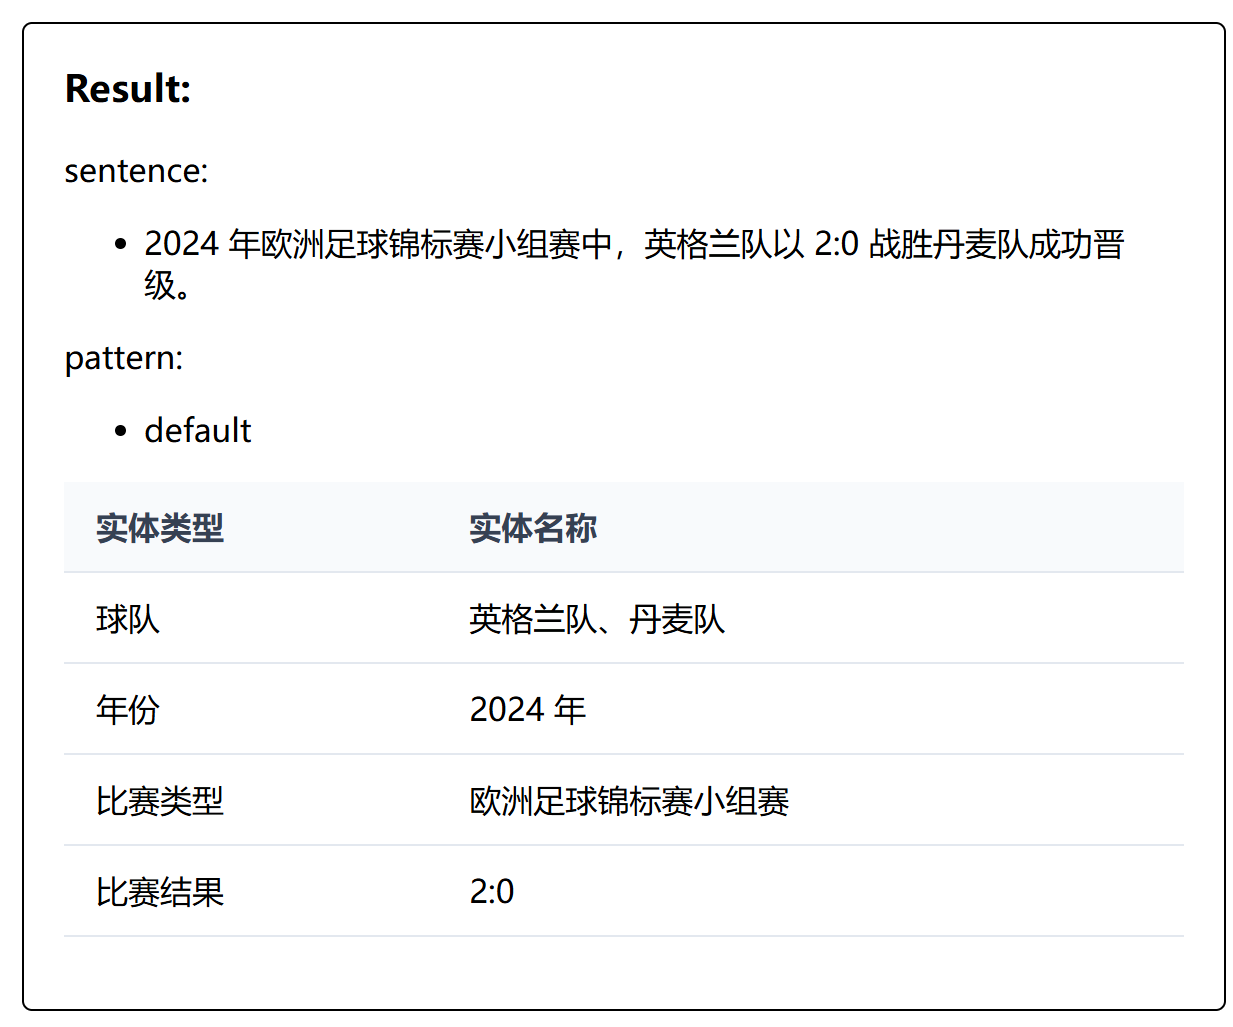 Result:
sentence:
• 2024 年欧洲足球锦标赛小组赛中，英格兰队以 2:0 战胜丹麦队成功晋
级。
pattern:
• default
实体类型 实体名称
球队 英格兰队、丹麦队
年份 2024 年
比赛类型 欧洲足球锦标赛小组赛
比赛结果 2:0